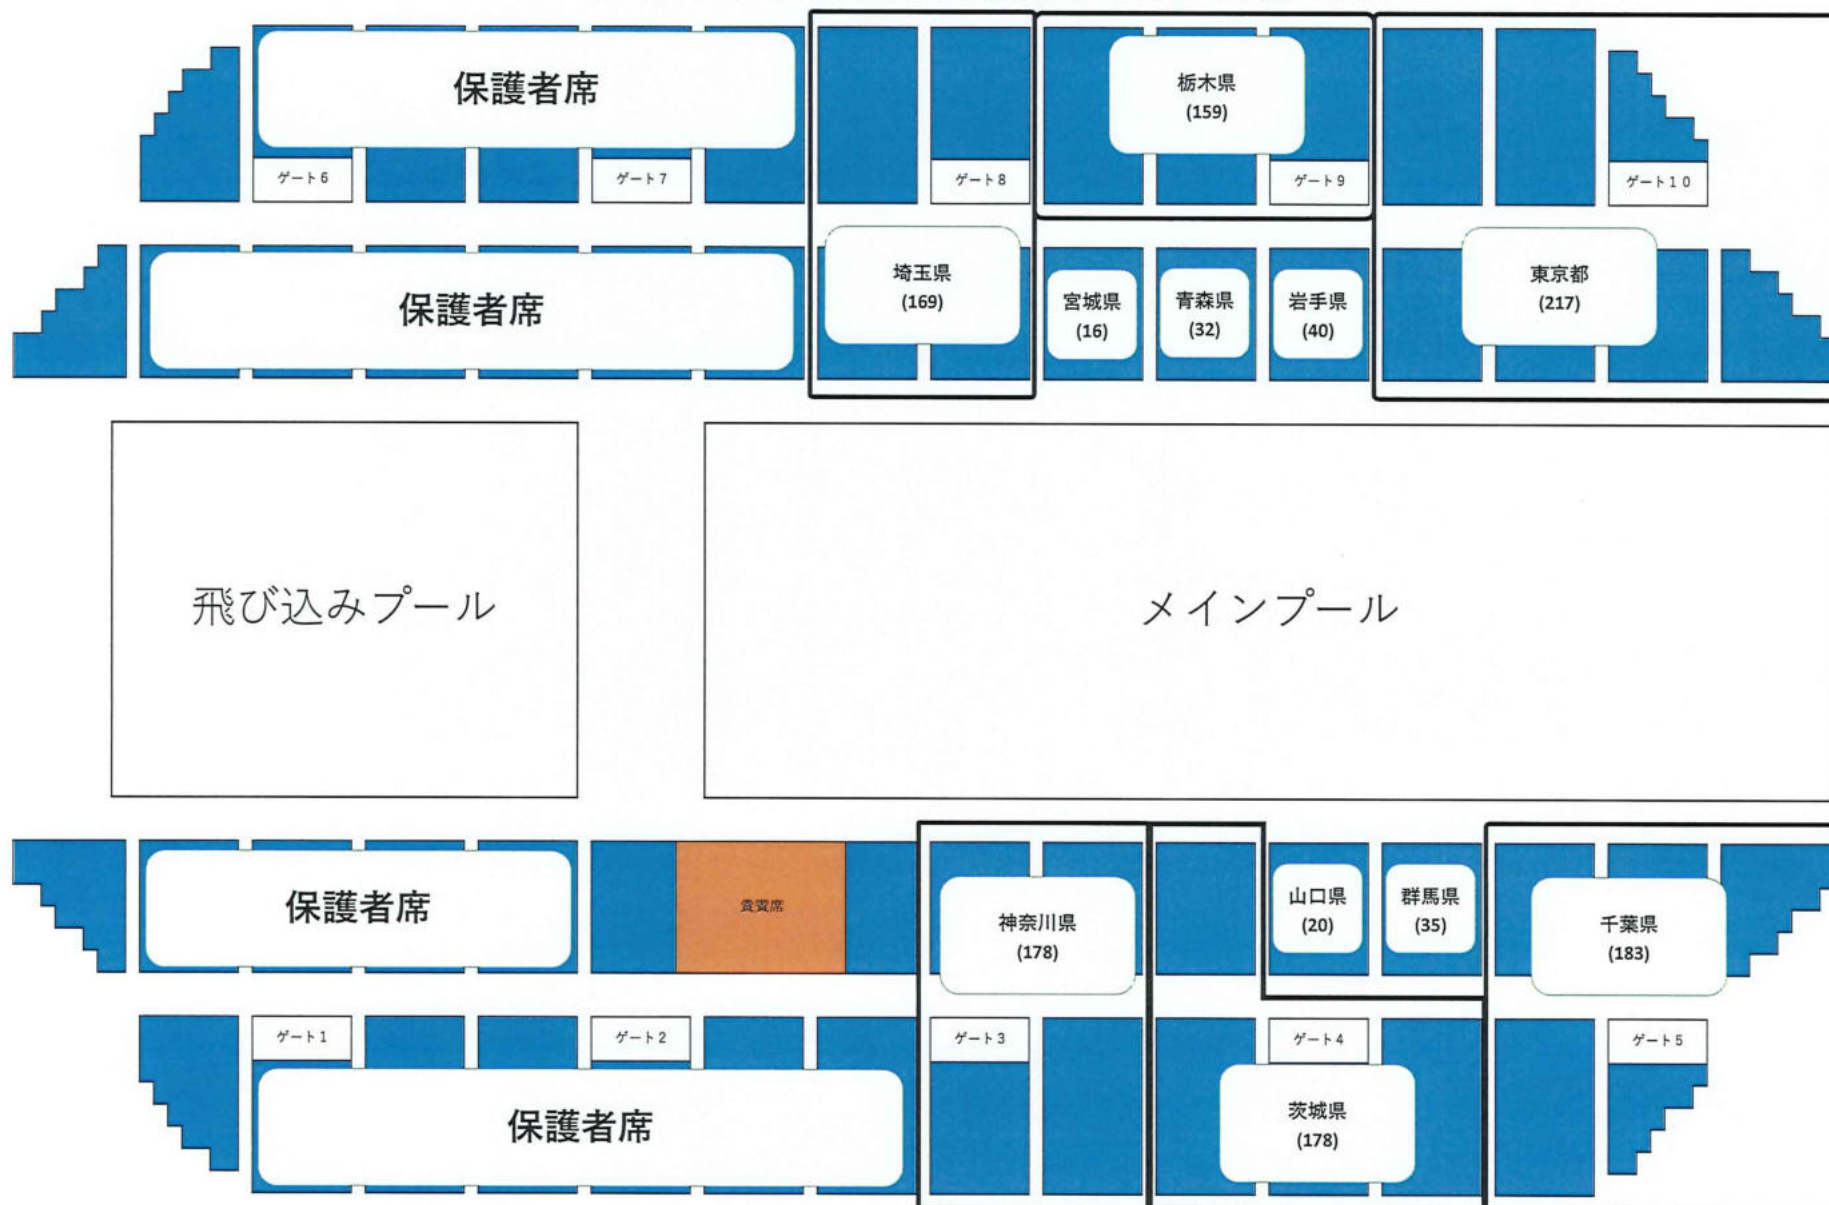 保護者席
栃木県
(159)
ゲート6
ゲート7
ゲート8
ゲート9
ゲート10
保護者席
埼玉県
(169)
宮城県
(16)
青森県
(32)
岩手県
(40)
東京都
(217)
飛び込みプール
メインプール
保護者席
貴賓席
神奈川県
(178)
山口県
(20)
群馬県
(35)
千葉県
(183)
ゲート1
ゲート2
ゲート3
ゲート4
ゲート5
保護者席
茨城県
(178)